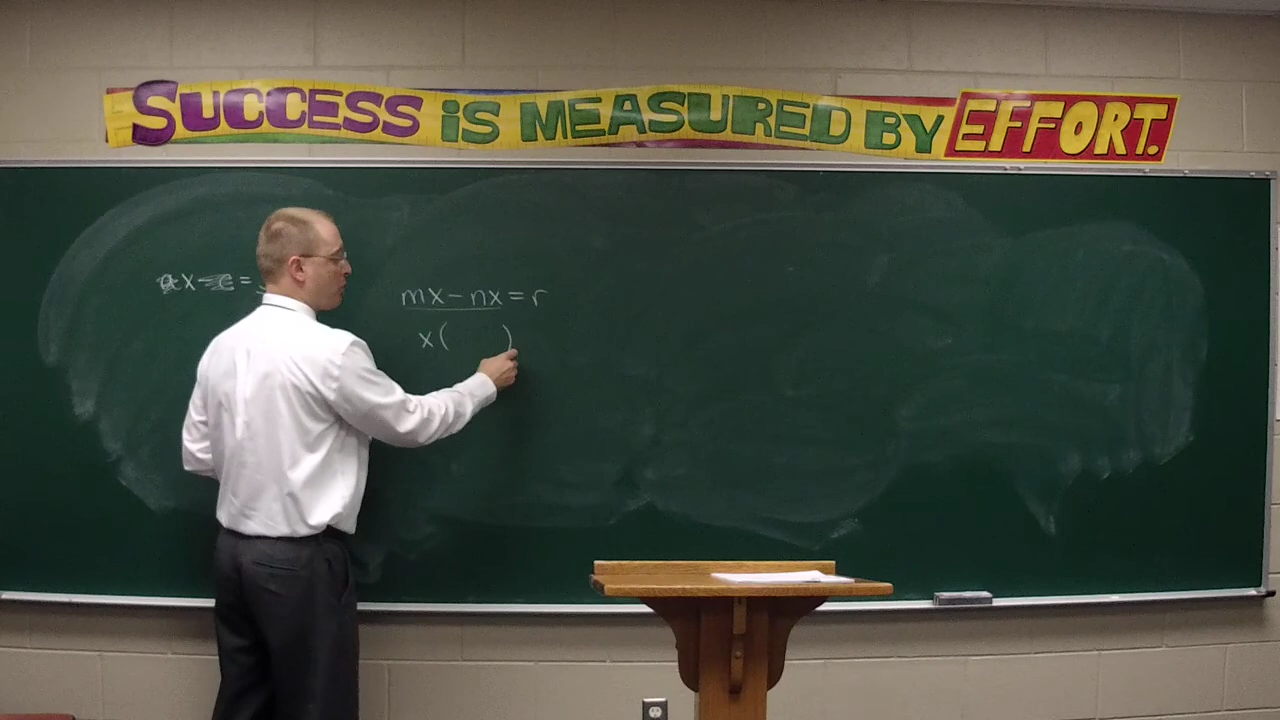 SUCCESS iS MEASURED BY EFFORT.
x =
mx - nx = r
x( )